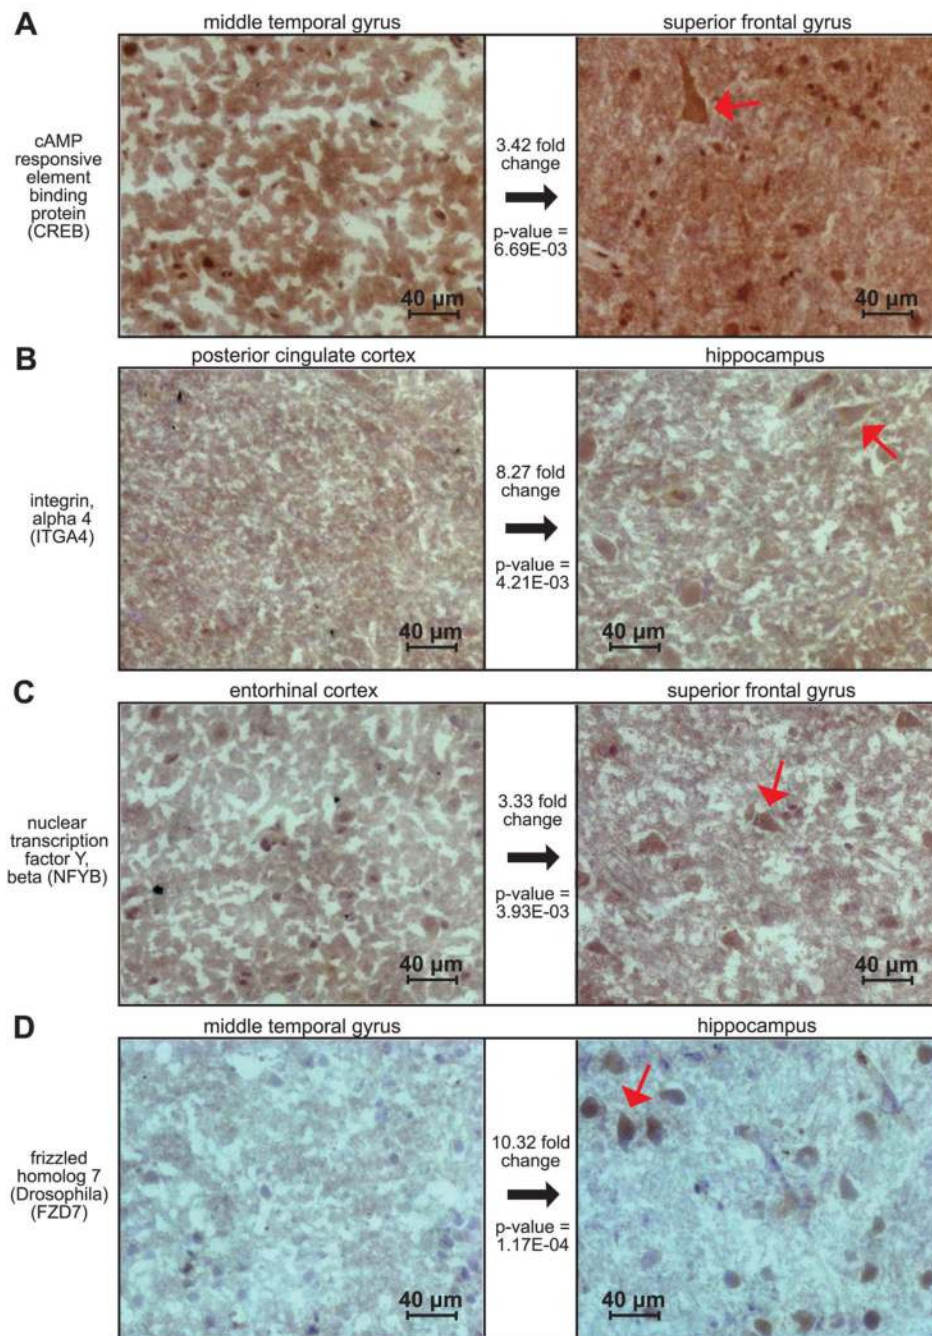 A
middle temporal gyrus
superior frontal gyrus
cAMP
responsive
element
binding
protein
(CREB)
3.42 fold
change
p-value =
6.69E-03
40 µm
40 µm
B
posterior cingulate cortex
hippocampus
integrin,
alpha 4
(ITGA4)
8.27 fold
change
p-value =
4.21E-03
40 µm
40 µm
C
entorhinal cortex
superior frontal gyrus
nuclear
transcription
factor Y,
beta (NFYB)
3.33 fold
change
p-value =
3.93E-03
40 µm
40 µm
D
middle temporal gyrus
hippocampus
frizzled
homolog 7
(Drosophila)
(FZD7)
10.32 fold
change
p-value =
1.17E-04
40 µm
40 µm